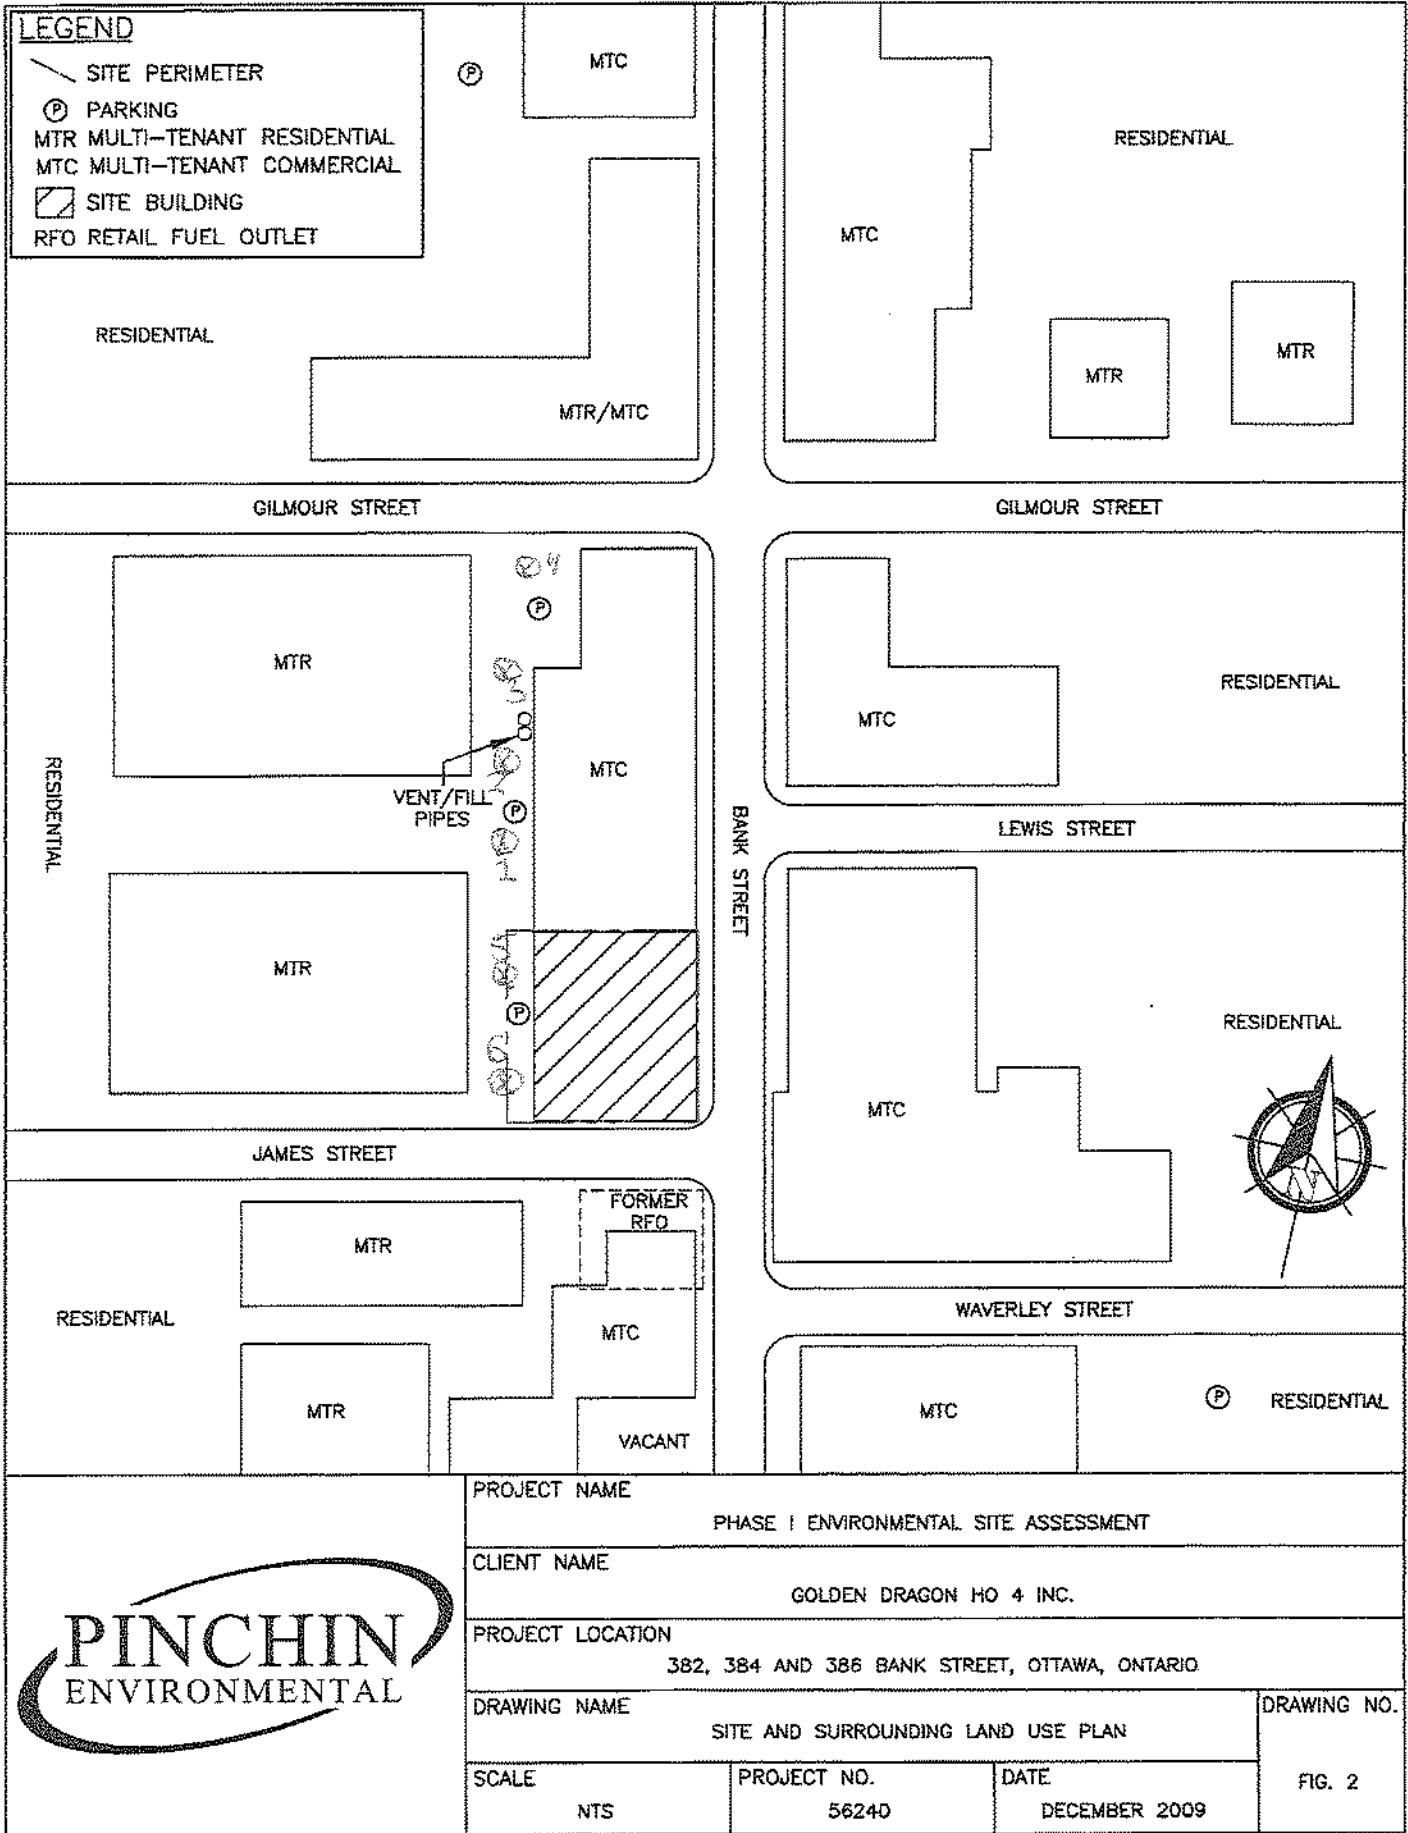 LEGEND
SITE PERIMETER
P PARKING
MTR MULTI-TENANT RESIDENTIAL
MTC MULTI-TENANT COMMERCIAL
SITE BUILDING
RFO RETAIL FUEL OUTLET
P
MTC
RESIDENTIAL
MTC
RESIDENTIAL
MTR
MTR
MTR/MTC
GILMOUR STREET
GILMOUR STREET
4
P
MTR
3
MTC
RESIDENTIAL
MTC
RESIDENTIAL
VENT/FILL
PIPES
2
P
1
BANK STREET
LEWIS STREET
MTR
P
RESIDENTIAL
MTC
N
JAMES STREET
FORMER
RFO
MTR
RESIDENTIAL
MTC
WAVERLEY STREET
MTR
VACANT
MTC
P
RESIDENTIAL
PINCHIN
ENVIRONMENTAL
PROJECT NAME
PHASE I ENVIRONMENTAL SITE ASSESSMENT
CLIENT NAME
GOLDEN DRAGON HO 4 INC.
PROJECT LOCATION
382, 384 AND 386 BANK STREET, OTTAWA, ONTARIO
DRAWING NAME
SITE AND SURROUNDING LAND USE PLAN
DRAWING NO.
FIG. 2
SCALE
NTS
PROJECT NO.
56240
DATE
DECEMBER 2009